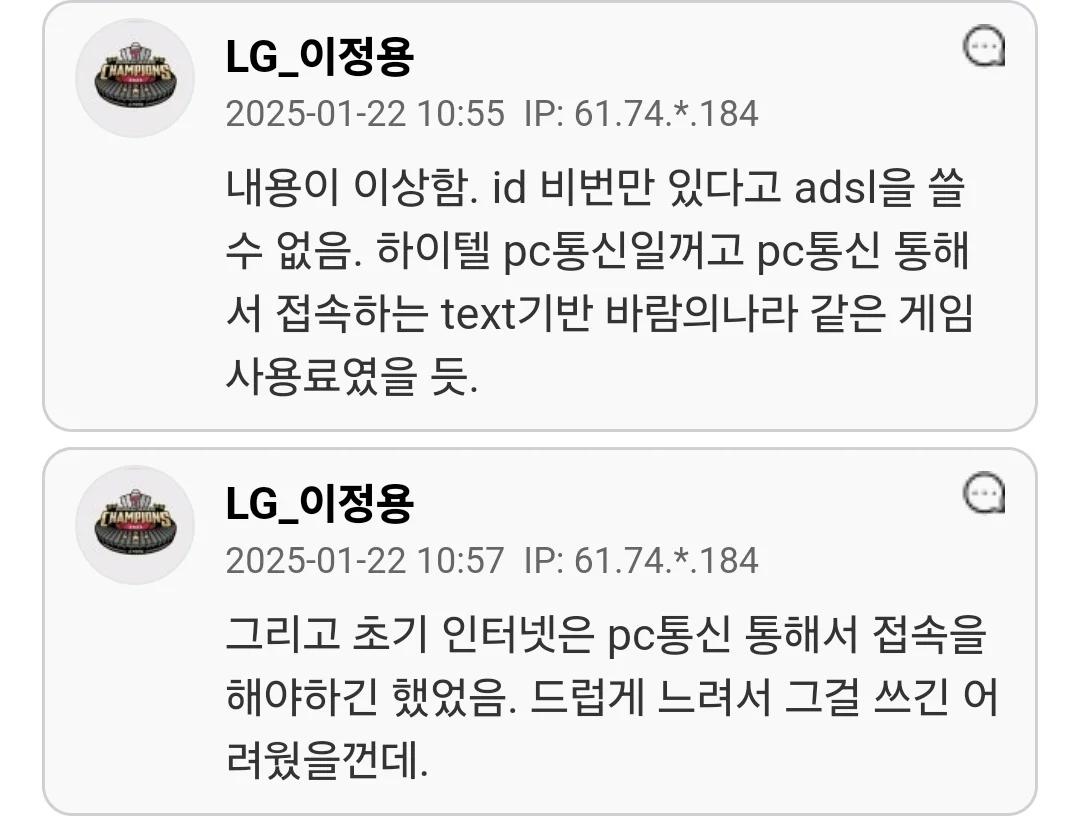 CHAMPIONS
LG_이정용
2025-01-22 10:55 IP: 61.74.*.184
내용이 이상함. id 비번만 있다고 adsl을 쓸
수 없음. 하이텔 pc통신일꺼고 pc통신 통해
서 접속하는 text기반 바람의나라 같은 게임
사용료였을 듯.
CHAMPIONS
LG_이정용
2025-01-22 10:57 IP: 61.74.*.184
그리고 초기 인터넷은 pc통신 통해서 접속을
해야하긴 했었음. 드럽게 느려서 그걸 쓰긴 어
려웠을껀데.